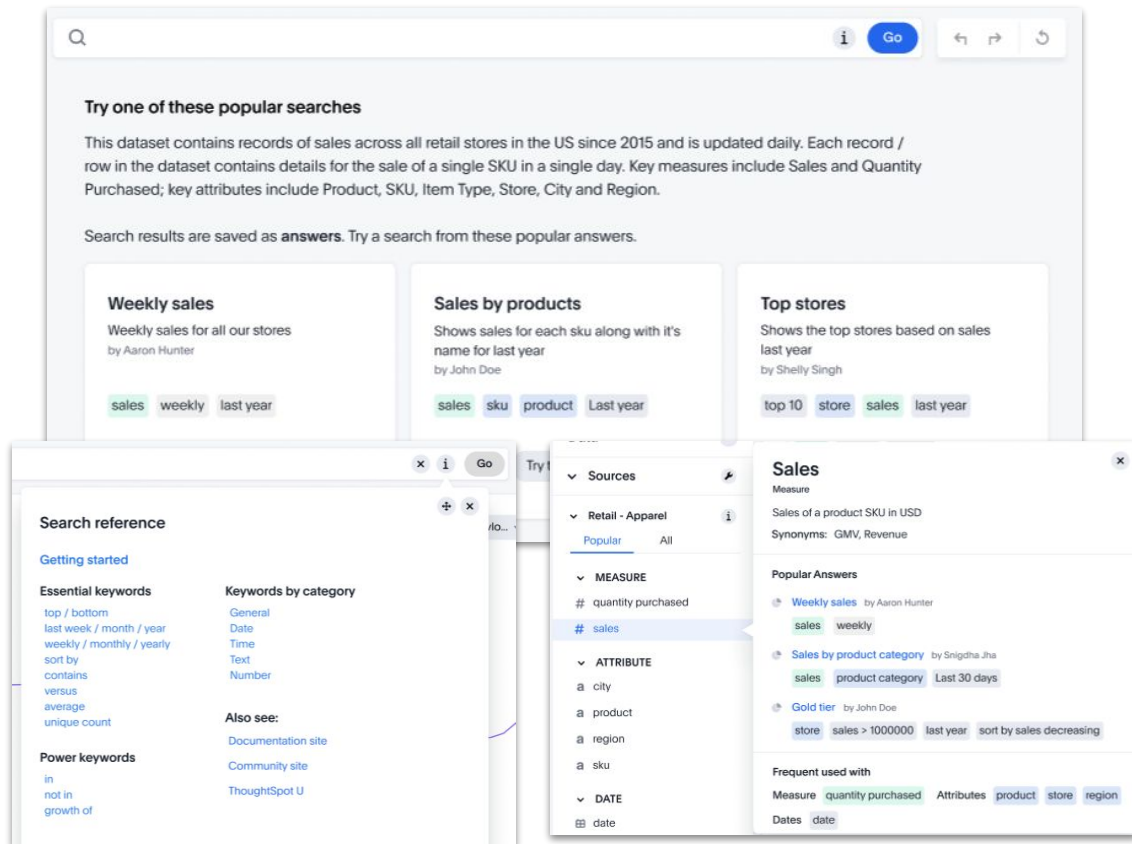 i Go
Try one of these popular searches
This dataset contains records of sales across all retail stores in the US since 2015 and is updated daily. Each record /
row in the dataset contains details for the sale of a single SKU in a single day. Key measures include Sales and Quantity
Purchased; key attributes include Product, SKU, Item Type, Store, City and Region.
Search results are saved as answers. Try a search from these popular answers.
Weekly sales
Weekly sales for all our stores
by Aaron Hunter
sales weekly last year
Sales by products
Shows sales for each sku along with it's
name for last year
by John Doe
sales sku product Last year
Top stores
Shows the top stores based on sales
last year
by Shelly Singh
top 10 store sales last year
Try
i Go
Search reference
Getting started
Essential keywords
top / bottom
last week / month / year
weekly / monthly / yearly
sort by
contains
versus
average
unique count
Power keywords
in
not in
growth of
Keywords by category
General
Date
Time
Text
Number
Also see:
Documentation site
Community site
ThoughtSpot U
Sources
Retail - Apparel i
Popular All
MEASURE
# quantity purchased
# sales
ATTRIBUTE
a city
a product
a region
a sku
DATE
date
Sales
Measure
Sales of a product SKU in USD
Synonyms: GMV, Revenue
Popular Answers
Weekly sales by Aaron Hunter
sales weekly
Sales by product category by Snigdha Jha
sales product category Last 30 days
Gold tier by John Doe
store sales > 1000000 last year sort by sales decreasing
Frequent used with
Measure quantity purchased Attributes product store region
Dates date